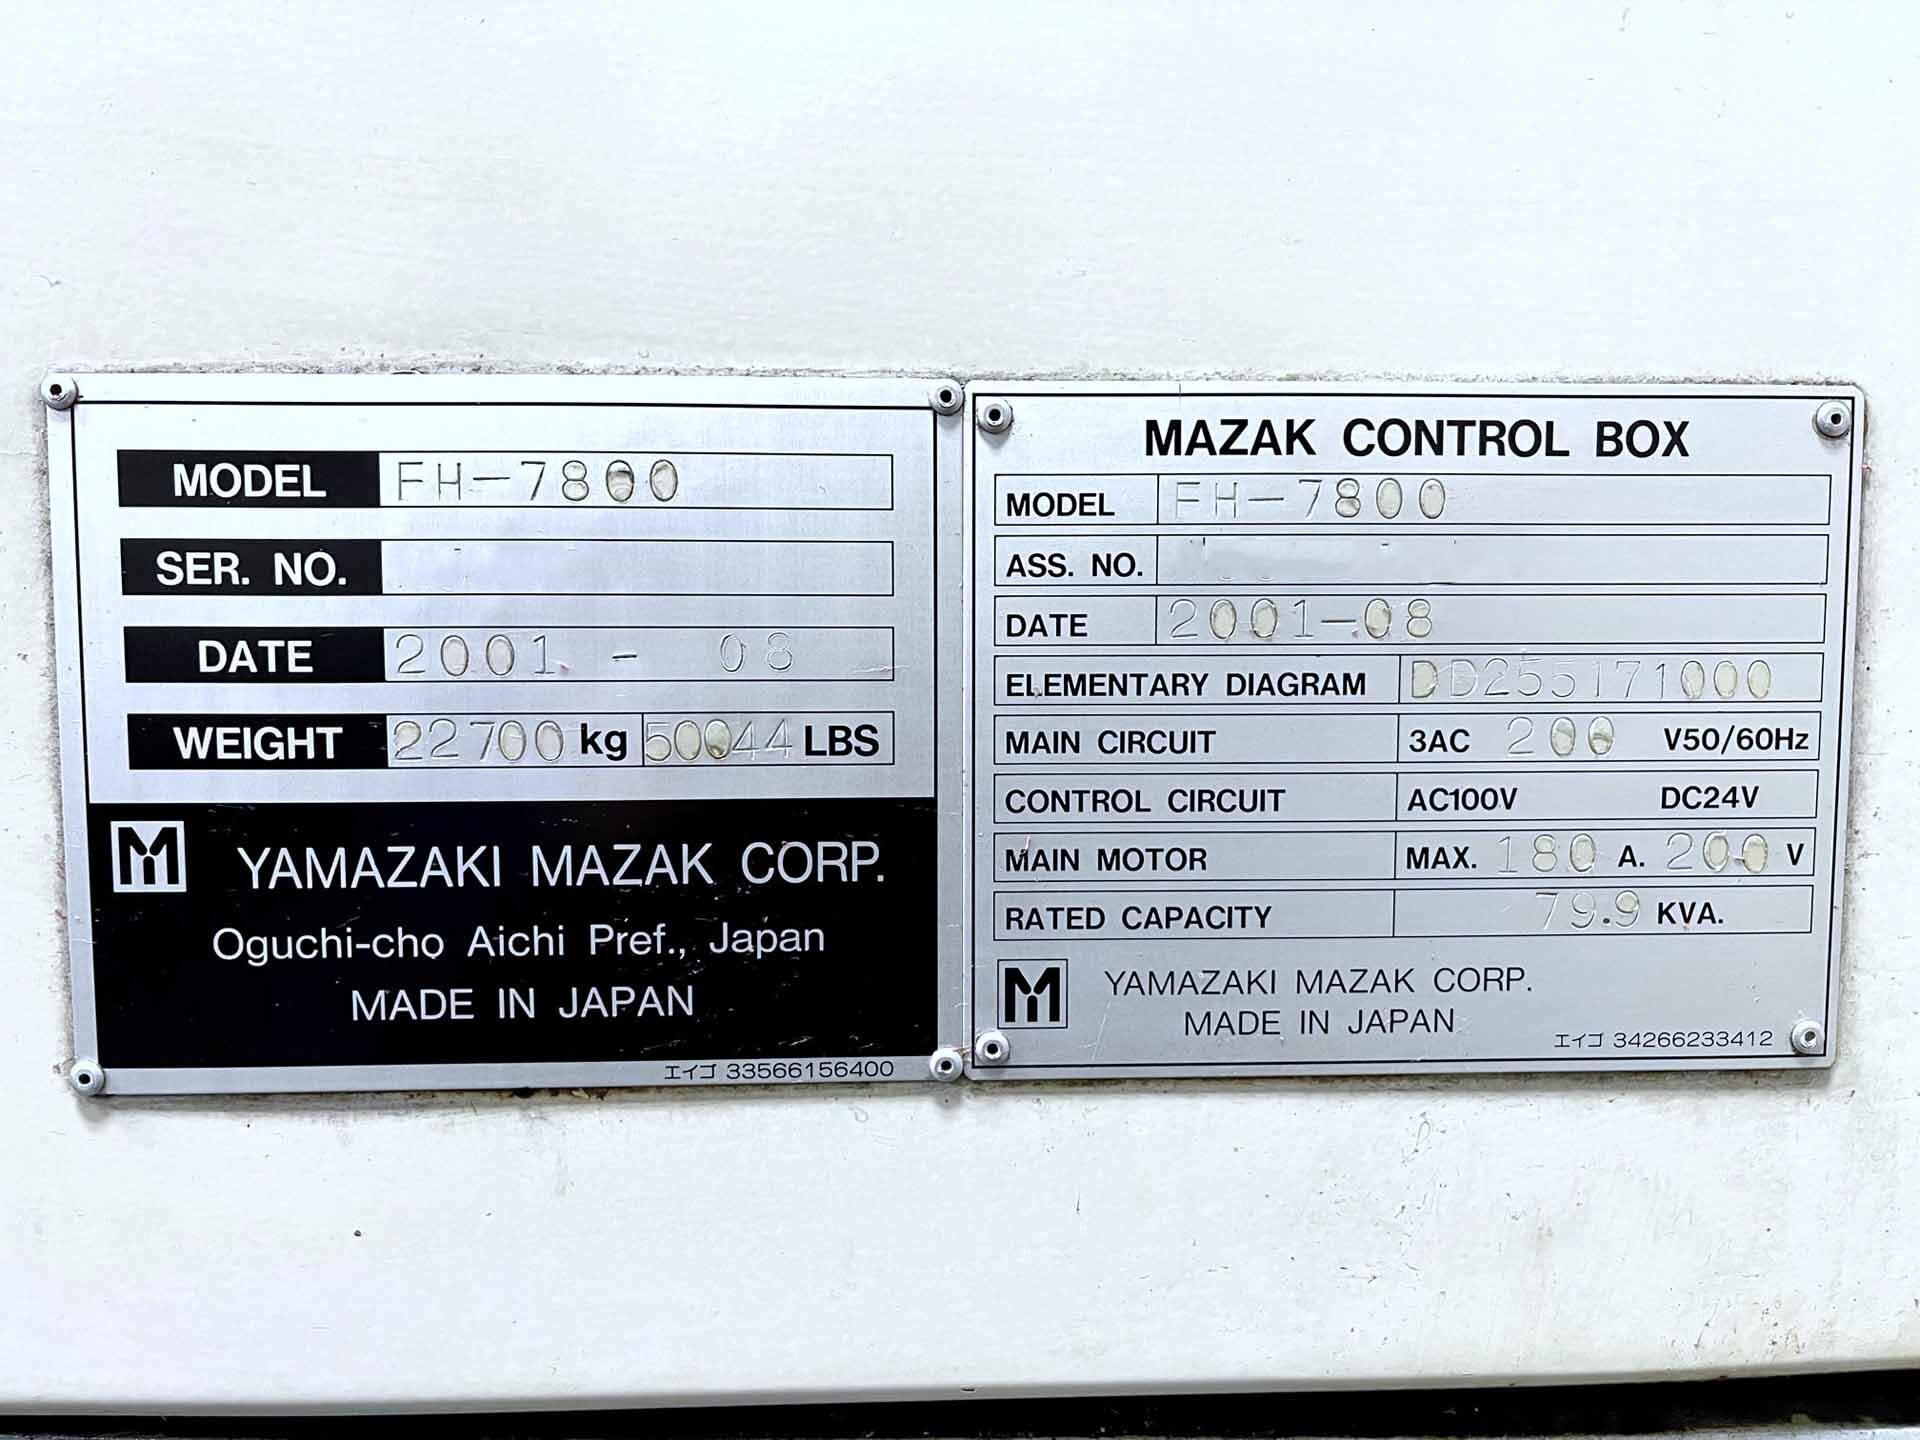 MODEL FH-7800
SER. NO.
DATE 2001 - 08
WEIGHT 22700 kg 50044 LBS
YAMAZAKI MAZAK CORP.
Oguchi-cho Aichi Pref., Japan
MADE IN JAPAN
エイゴ 33566156400
MAZAK CONTROL BOX
MODEL FH-7800
ASS. NO.
DATE 2001-08
ELEMENTARY DIAGRAM DD255171000
MAIN CIRCUIT 3AC 200 V50/60Hz
CONTROL CIRCUIT AC100V DC24V
MAIN MOTOR MAX. 180 A. 200 V
RATED CAPACITY 79.9 KVA.
YAMAZAKI MAZAK CORP.
MADE IN JAPAN
エイゴ 34266233412